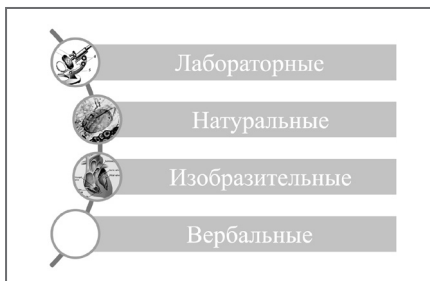 Лабораторные
Натуральные
Изобразительные
Вербальные